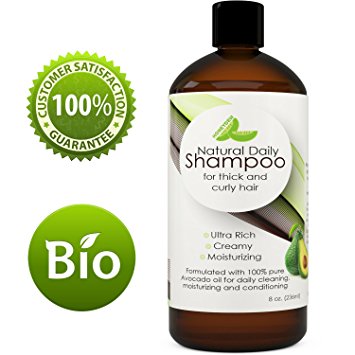 CUSTOMER SATISFACTION
100%
GUARANTEE
Bio
HONEYDEW
Natural Daily
Shampoo
for thick and
curly hair
Ultra Rich
Creamy
Moisturizing
Formulated with 100% pure
Avocado oil for daily cleaning,
moisturizing and conditioning
8 oz. (236ml)